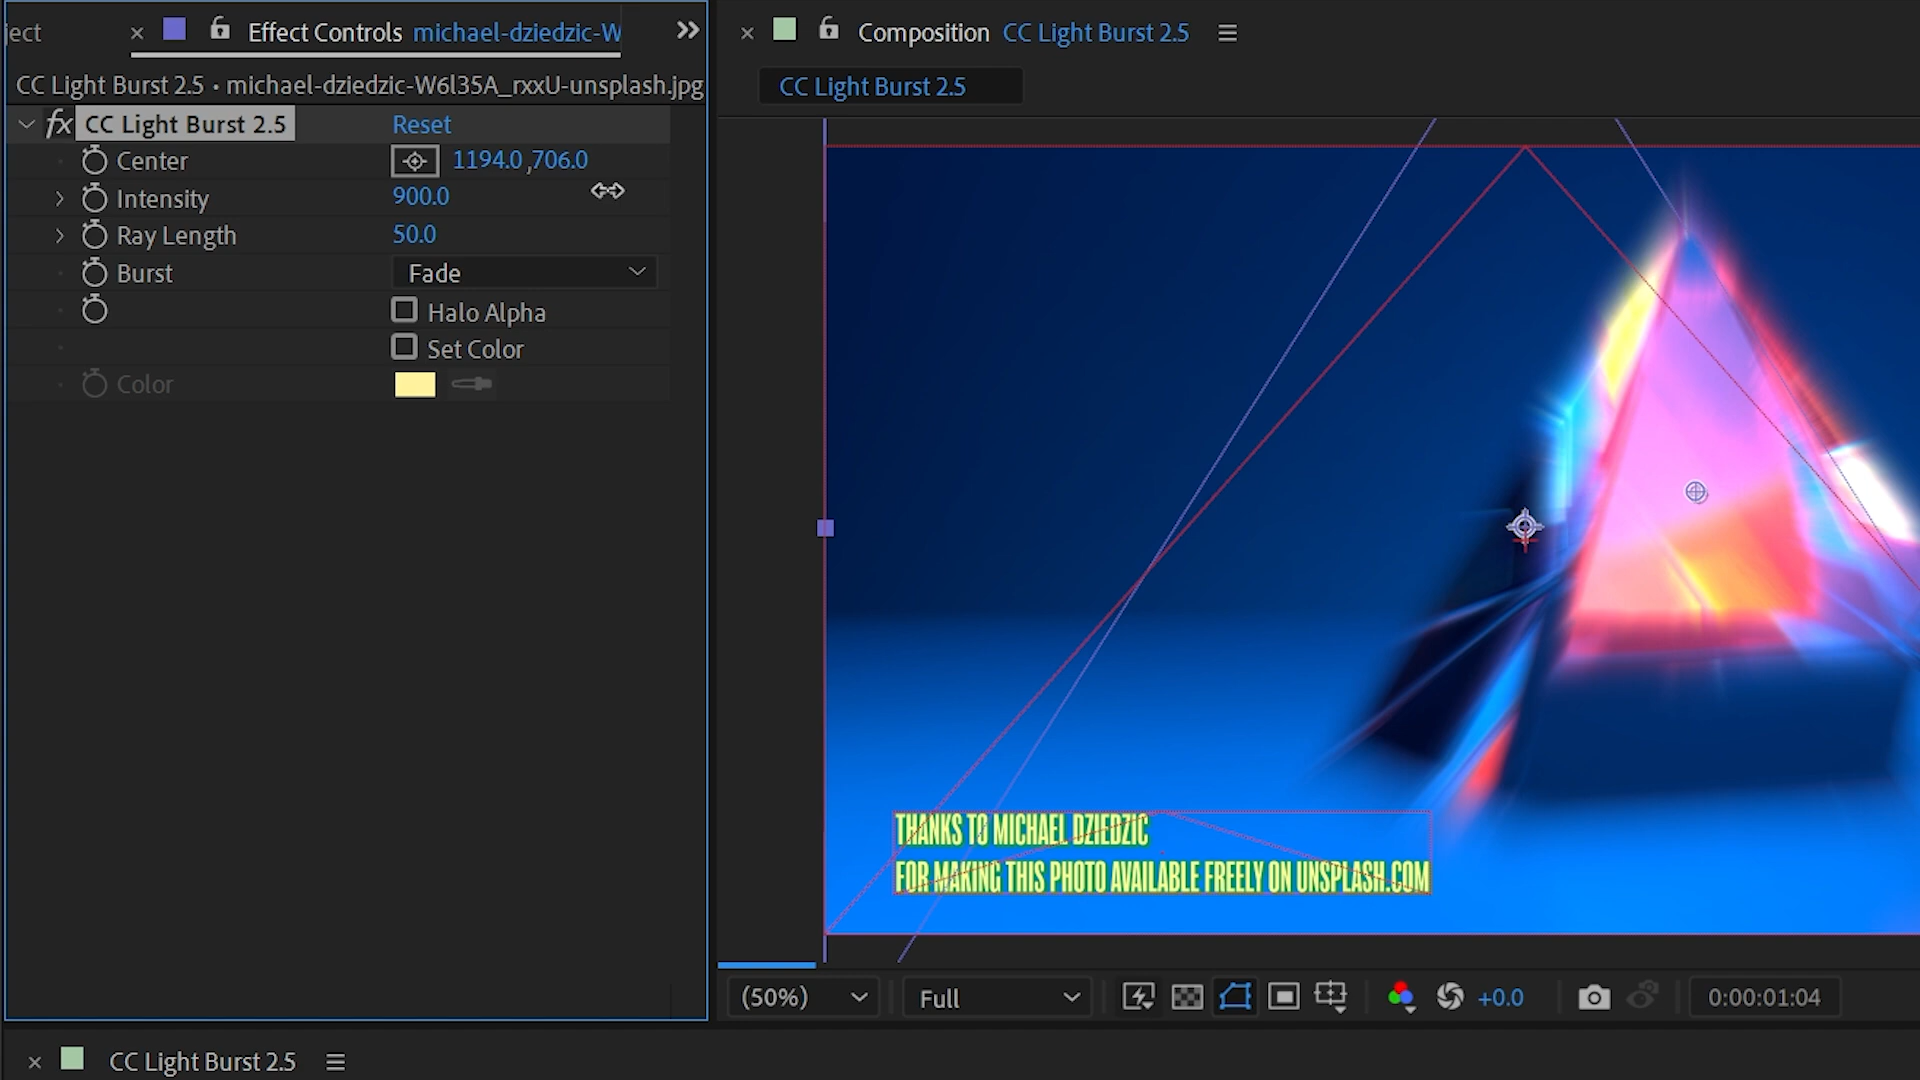 ject
Effect Controls michael-dziedzic-W
CC Light Burst 2.5 • michael-dziedzic-W6l35A_rxxU-unsplash.jpg
fx CC Light Burst 2.5 Reset
Center 1194.0,706.0
Intensity 900.0
Ray Length 50.0
Burst Fade
Halo Alpha
Set Color
Color
Composition CC Light Burst 2.5
CC Light Burst 2.5
THANKS TO MICHAEL DZIEDZIC
FOR MAKING THIS PHOTO AVAILABLE FREELY ON UNSPLASH.COM
(50%) Full +0.0 0:00:01:04
CC Light Burst 2.5